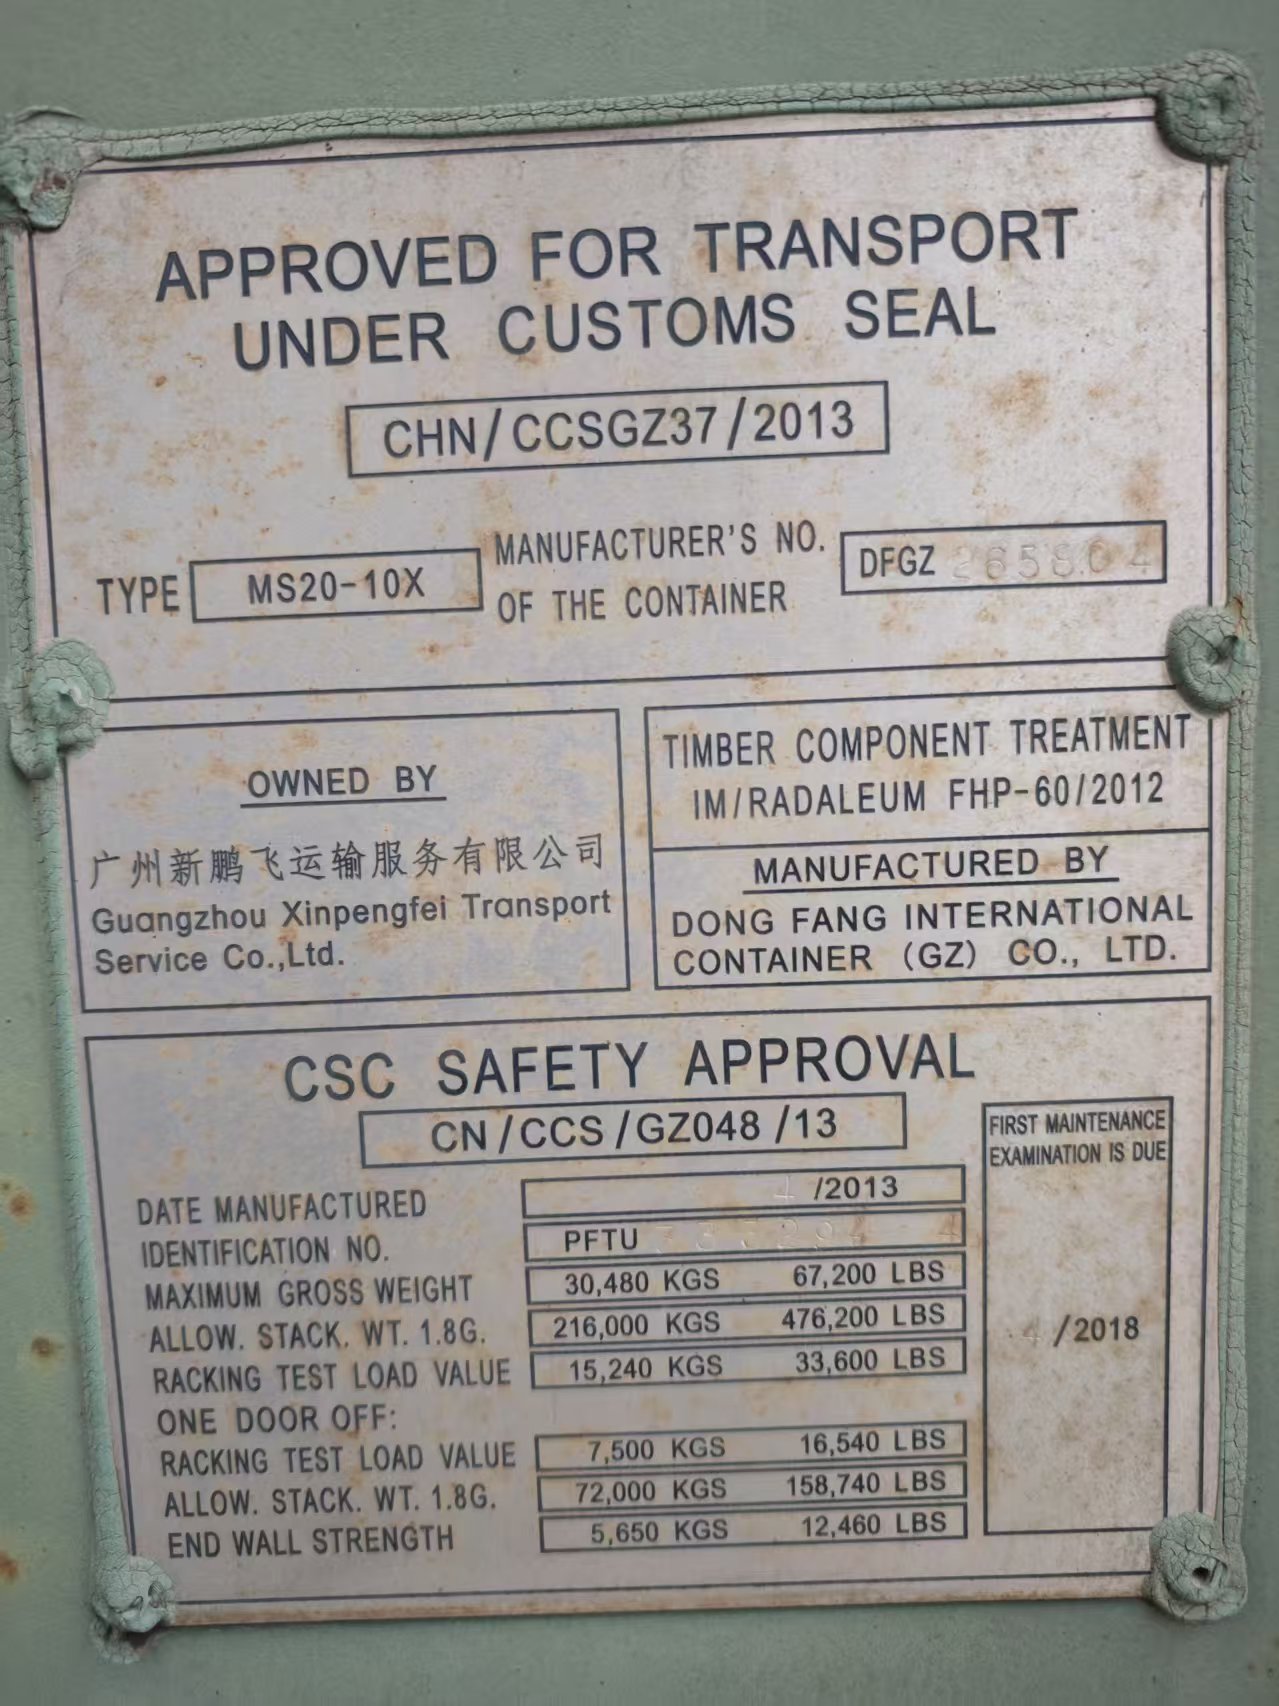 APPROVED FOR TRANSPORT
UNDER CUSTOMS SEAL
CHN/CCSGZ37/2013
TYPE MS20-10X
MANUFACTURER'S NO.
OF THE CONTAINER
DFGZ
OWNED BY
广州新鹏飞运输服务有限公司
Guangzhou Xinpengfei Transport
Service Co.,Ltd.
TIMBER COMPONENT TREATMENT
IM/RADALEUM FHP-60/2012
MANUFACTURED BY
DONG FANG INTERNATIONAL
CONTAINER (GZ) CO., LTD.
CSC SAFETY APPROVAL
CN/CCS/GZ048/13
DATE MANUFACTURED 4/2013
IDENTIFICATION NO. PFTU
MAXIMUM GROSS WEIGHT 30,480 KGS 67,200 LBS
ALLOW. STACK. WT. 1.8G. 216,000 KGS 476,200 LBS
RACKING TEST LOAD VALUE 15,240 KGS 33,600 LBS
ONE DOOR OFF:
RACKING TEST LOAD VALUE 7,500 KGS 16,540 LBS
ALLOW. STACK. WT. 1.8G. 72,000 KGS 158,740 LBS
END WALL STRENGTH 5,650 KGS 12,460 LBS
FIRST MAINTENANCE
EXAMINATION IS DUE
4/2018